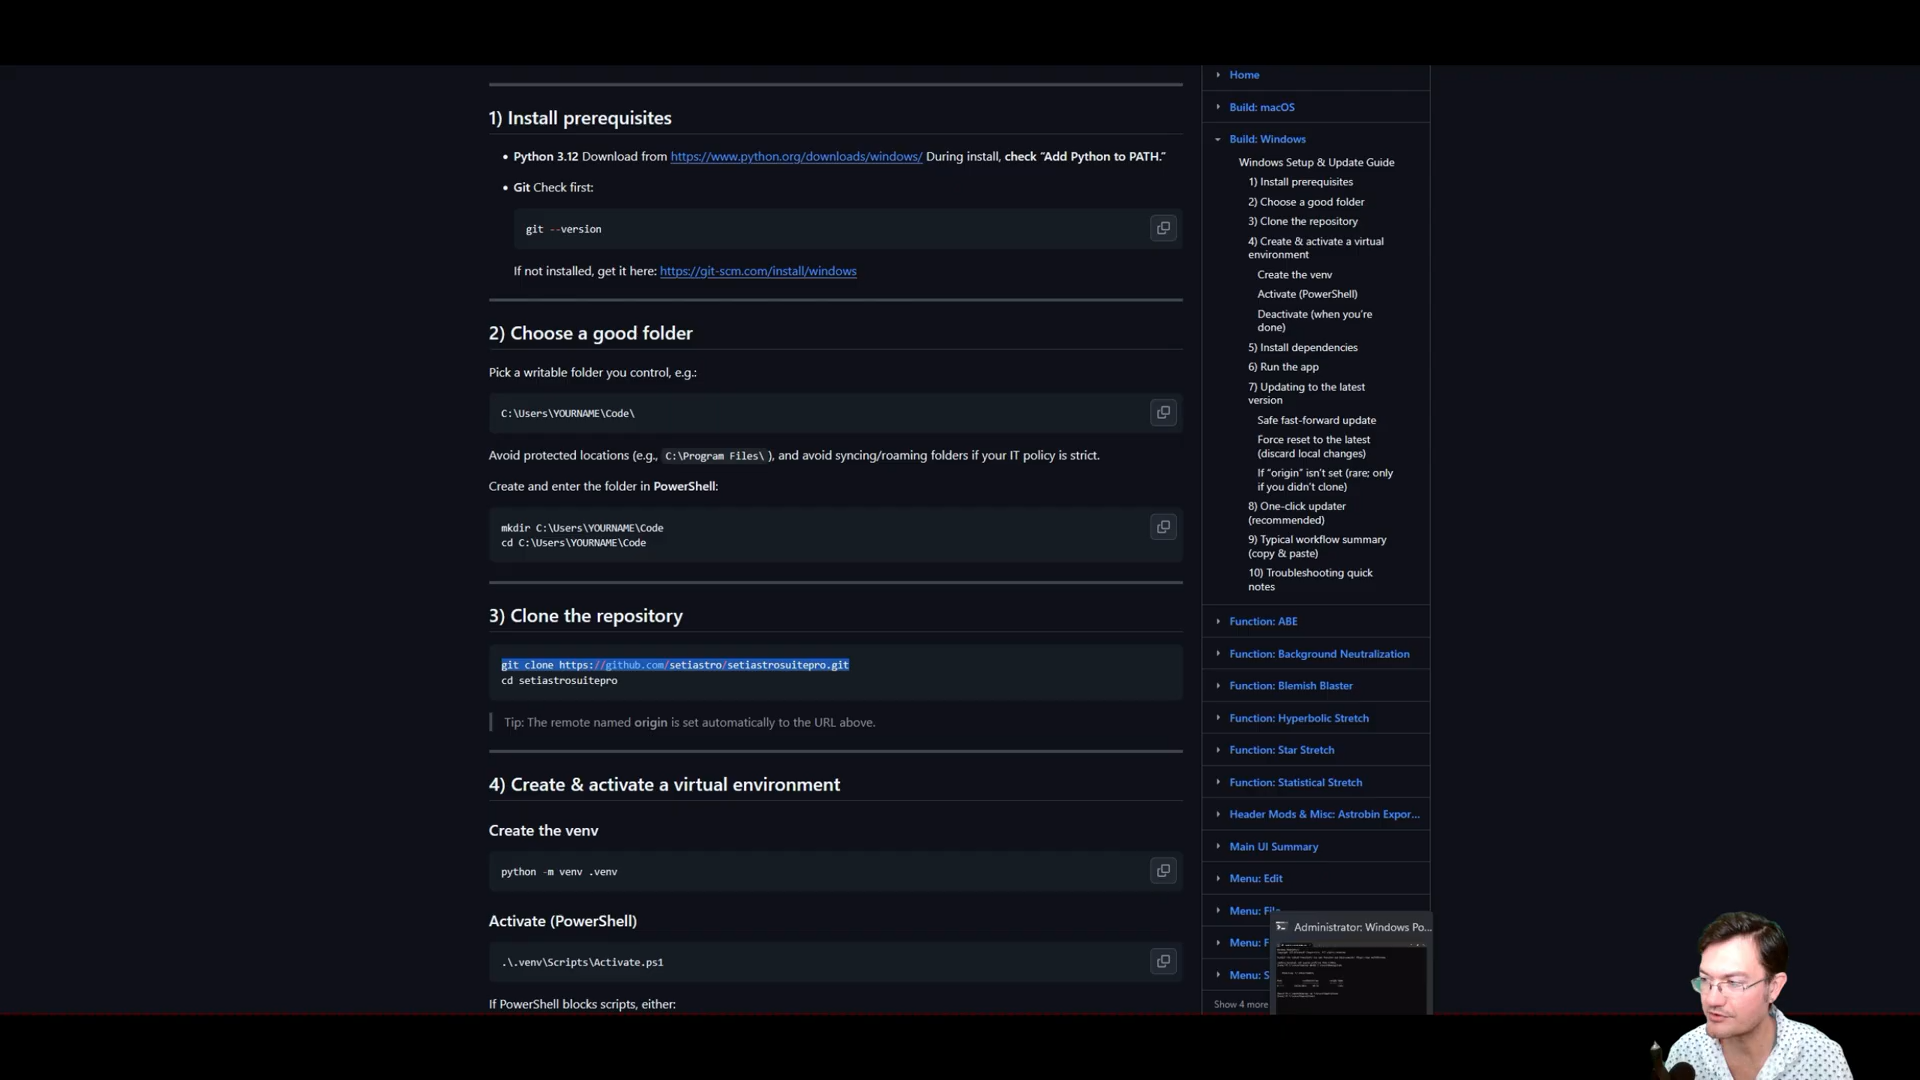 1) Install prerequisites
• Python 3.12 Download from https://www.python.org/downloads/windows/ During install, check “Add Python to PATH.”
• Git Check first:
git --version
If not installed, get it here: https://git-scm.com/install/windows
2) Choose a good folder
Pick a writable folder you control, e.g.:
C:\Users\YOURNAME\Code\
Avoid protected locations (e.g., C:\Program Files\), and avoid syncing/roaming folders if your IT policy is strict.
Create and enter the folder in PowerShell:
mkdir C:\Users\YOURNAME\Code
cd C:\Users\YOURNAME\Code
3) Clone the repository
git clone https://github.com/setiastro/setiastrosuitepro.git
cd setiastrosuitepro
Tip: The remote named origin is set automatically to the URL above.
4) Create & activate a virtual environment
Create the venv
python -m venv .venv
Activate (PowerShell)
.\.venv\Scripts\Activate.ps1
If PowerShell blocks scripts, either:
Home
Build: macOS
Build: Windows
Windows Setup & Update Guide
1) Install prerequisites
2) Choose a good folder
3) Clone the repository
4) Create & activate a virtual
environment
Create the venv
Activate (PowerShell)
Deactivate (when you’re
done)
5) Install dependencies
6) Run the app
7) Updating to the latest
version
Safe fast-forward update
Force reset to the latest
(discard local changes)
If “origin” isn’t set (rare; only
if you didn’t clone)
8) One-click updater
(recommended)
9) Typical workflow summary
(copy & paste)
10) Troubleshooting quick
notes
Function: ABE
Function: Background Neutralization
Function: Blemish Blaster
Function: Hyperbolic Stretch
Function: Star Stretch
Function: Statistical Stretch
Header Mods & Misc: Astrobin Expor...
Main UI Summary
Menu: Edit
Menu: Fil
Menu: F
Menu: S
Show 4 more
Administrator: Windows Po...